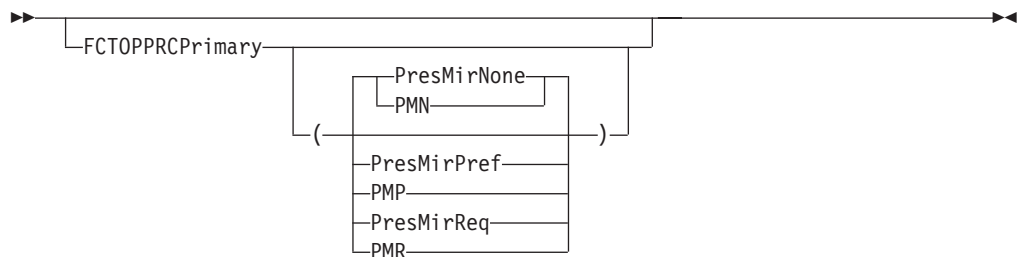 PresMirNone
FCTOPPRCPrimary
PMN
( )
PresMirPref
PMP
PresMirReq
PMR